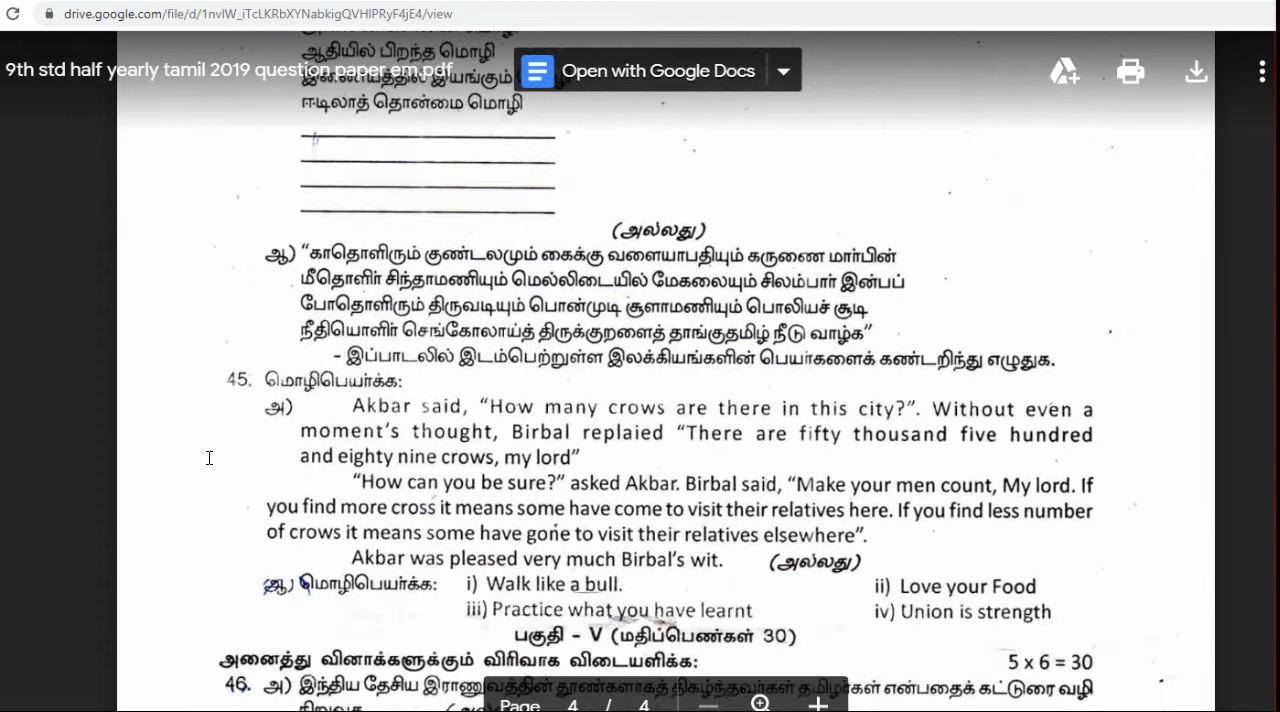 drive.google.com/file/d/1nvlW_iTcLKRbXYNabkigQVHlPRyF4jE4/view
ஆதியில் பிறந்த மொழி
9th std half yearly tamil 2019 question paper em.pdf
Open with Google Docs
இணையத்தில் இயங்கும்
ஈடிலாத் தொன்மை மொழி
(அல்லது)
ஆ) “காதொளிரும் குண்டலமும் கைக்கு வளையாபதியும் கருணை மார்பின்
மீதொளிர் சிந்தாமணியும் மெல்லிடையில் மேகலையும் சிலம்பார் இன்பப்
போதொளிரும் திருவடியும் பொன்முடி சூளாமணியும் பொலியச் சூடி
நீதியொளிர் செங்கோலாய்த் திருக்குறளைத் தாங்குதமிழ் நீடு வாழ்க”
- இப்பாடலில் இடம்பெற்றுள்ள இலக்கியங்களின் பெயர்களைக் கண்டறிந்து எழுதுக.
45. மொழிபெயர்க்க:
அ) Akbar said, “How many crows are there in this city?”. Without even a
moment's thought, Birbal replaied “There are fifty thousand five hundred
and eighty nine crows, my lord”
“How can you be sure?” asked Akbar. Birbal said, “Make your men count, My lord. If
you find more cross it means some have come to visit their relatives here. If you find less number
of crows it means some have gone to visit their relatives elsewhere”.
Akbar was pleased very much Birbal's wit. (அல்லது)
ஆ) மொழிபெயர்க்க: i) Walk like a bull. ii) Love your Food
iii) Practice what you have learnt iv) Union is strength
பகுதி - V (மதிப்பெண்கள் 30)
அனைத்து வினாக்களுக்கும் விரிவாக விடையளிக்க: 5 x 6 = 30
46. அ) இந்திய தேசிய இராணுவத்தின் தூண்களாகத் திகழ்ந்தவர்கள் தமிழர்கள் என்பதைக் கட்டுரை வழி
Page 4 / 4